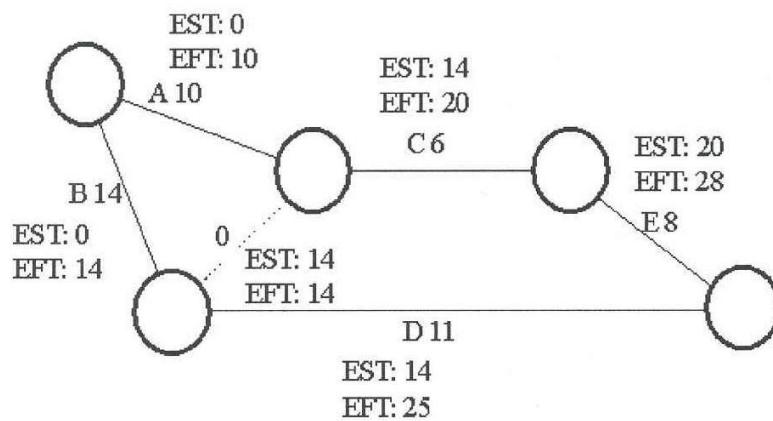 EST: 0
EFT: 10
A 10
EST: 14
EFT: 20
C 6
EST: 20
EFT: 28
E 8
B 14
EST: 0
EFT: 14
0
EST: 14
EFT: 14
D 11
EST: 14
EFT: 25